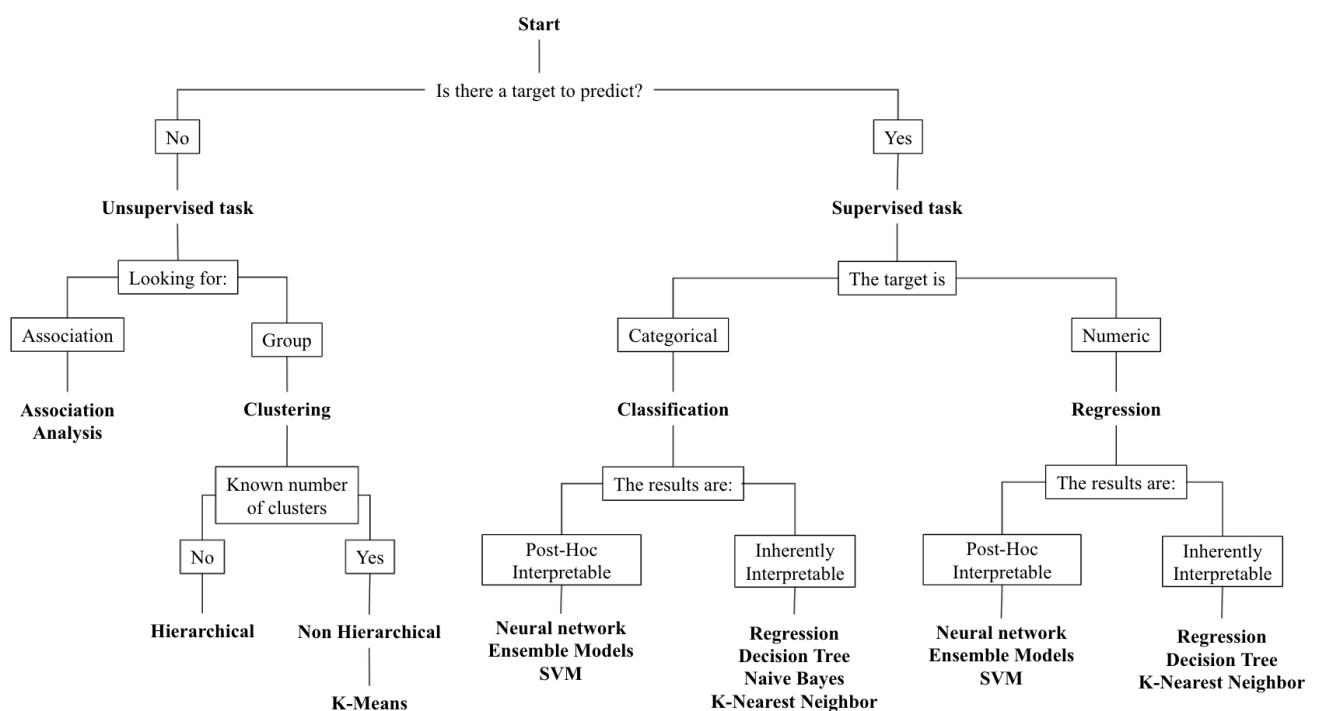 Start
Is there a target to predict?
No
Yes
Unsupervised task
Supervised task
Looking for:
The target is
Association
Group
Categorical
Numeric
Association
Analysis
Clustering
Classification
Regression
Known number
of clusters
The results are:
The results are:
No
Yes
Post-Hoc
Interpretable
Inherently
Interpretable
Post-Hoc
Interpretable
Inherently
Interpretable
Hierarchical
Non Hierarchical
K-Means
Neural network
Ensemble Models
SVM
Regression
Decision Tree
Naive Bayes
K-Nearest Neighbor
Neural network
Ensemble Models
SVM
Regression
Decision Tree
K-Nearest Neighbor